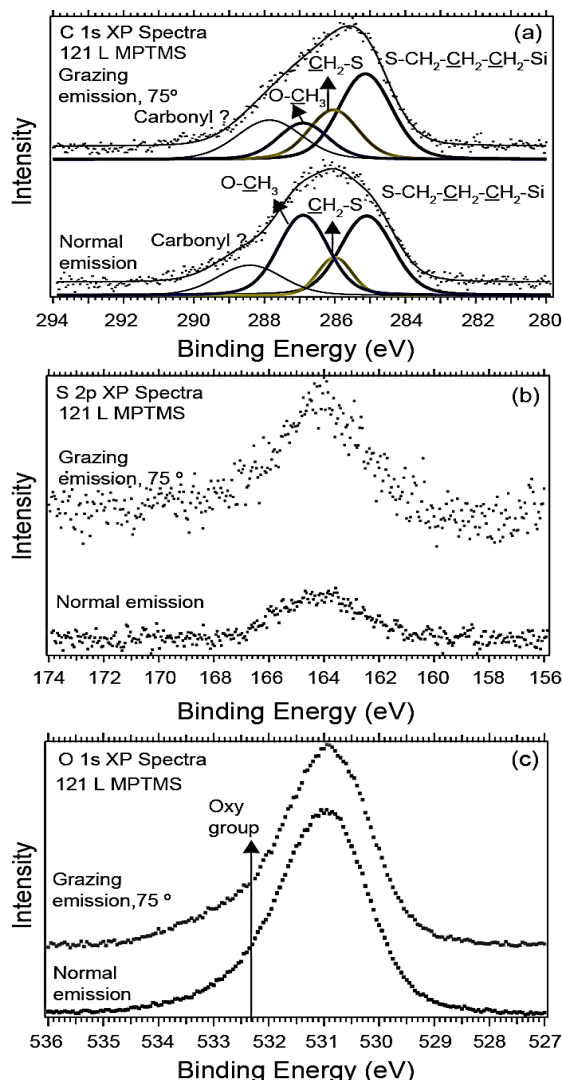 C 1s XP Spectra
(a)
121 L MPTMS
Grazing
emission, 75º
CH2-S
S-CH2-CH2-CH2-Si
O-CH3
Carbonyl ?
O-CH3
S-CH2-CH2-CH2-Si
CH2-S
Normal
emission
Carbonyl ?
Intensity
294 292 290 288 286 284 282 280
Binding Energy (eV)
S 2p XP Spectra
(b)
121 L MPTMS
Grazing
emission, 75 º
Normal emission
Intensity
174 172 170 168 166 164 162 160 158 156
Binding Energy (eV)
O 1s XP Spectra
(c)
121 L MPTMS
Oxy
group
Grazing
emission,75 º
Normal
emission
Intensity
536 535 534 533 532 531 530 529 528 527
Binding Energy (eV)